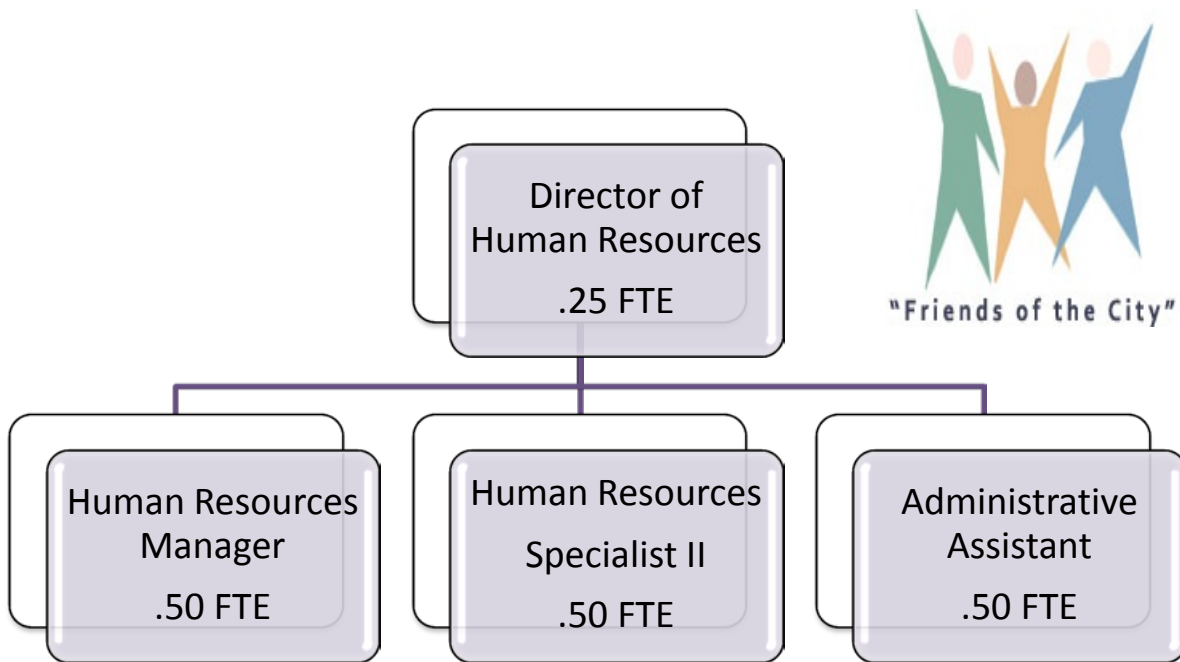 "Friends of the City"
Director of
Human Resources
.25 FTE
Human Resources
Manager
.50 FTE
Human Resources
Specialist II
.50 FTE
Administrative
Assistant
.50 FTE